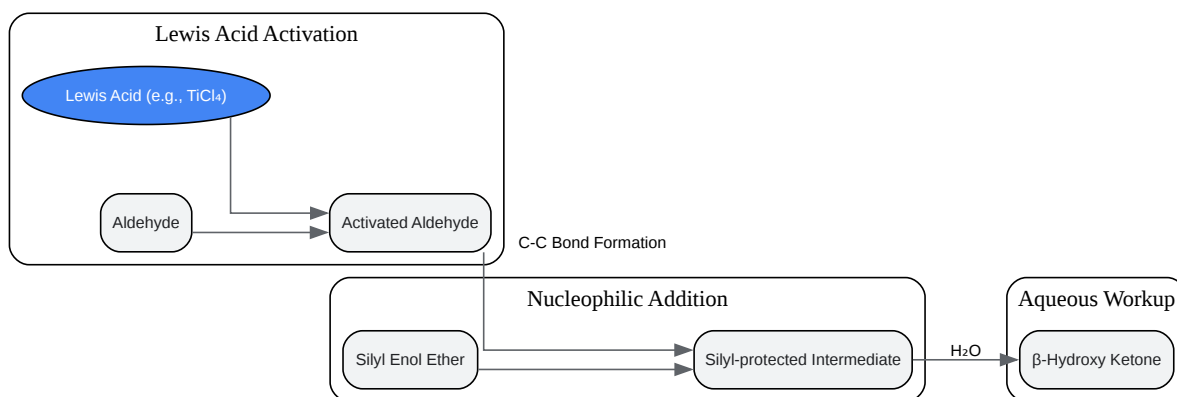 Lewis Acid Activation
Lewis Acid (e.g., TiCl₄)
Aldehyde
Activated Aldehyde
C-C Bond Formation
Nucleophilic Addition
Silyl Enol Ether
Silyl-protected Intermediate
H₂O
Aqueous Workup
β-Hydroxy Ketone